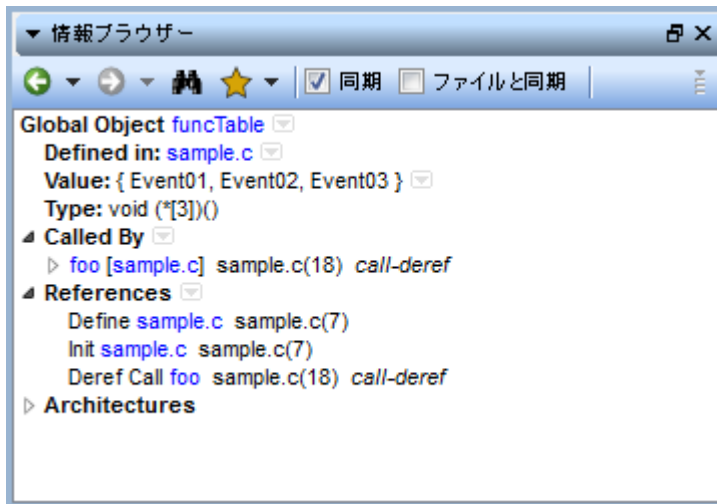 情報ブラウザー
同期 ファイルと同期
Global Object funcTable
Defined in: sample.c
Value: { Event01, Event02, Event03 }
Type: void (*[3])()
Called By
foo [sample.c] sample.c(18) call-deref
References
Define sample.c sample.c(7)
Init sample.c sample.c(7)
Deref Call foo sample.c(18) call-deref
Architectures